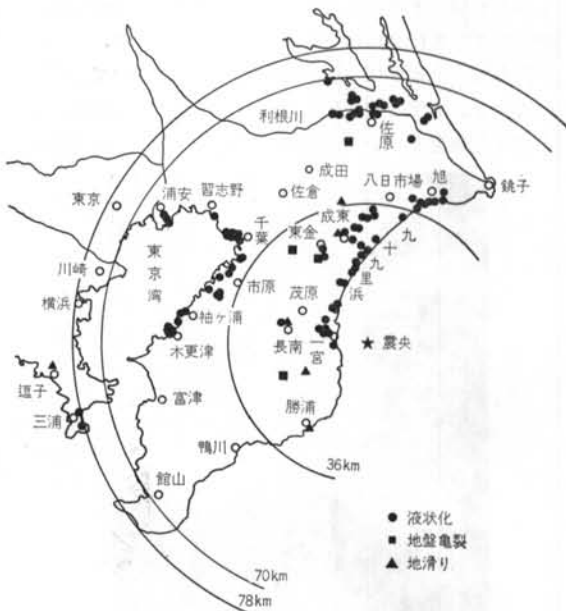 利根川
佐原
成田
八日市場
旭
銚子
佐倉
習志野
浦安
東京
千葉
成東
東金
九十九里浜
東京湾
川崎
市原
横浜
茂原
袖ヶ浦
長南
一宮
★震央
木更津
逗子
富津
三浦
勝浦
鴨川
36km
館山
● 液状化
■ 地盤亀裂
▲ 地滑り
70km
78km